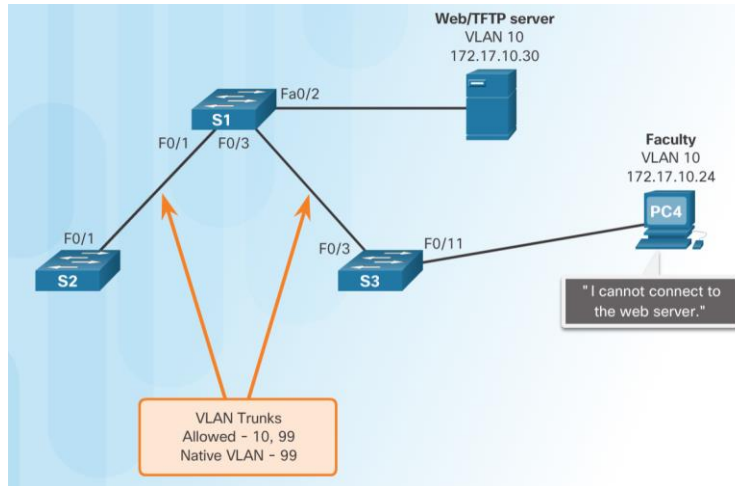 Web/TFTP server
VLAN 10
172.17.10.30
Fa0/2
S1
F0/1
F0/3
Faculty
VLAN 10
172.17.10.24
PC4
F0/1
S2
F0/3
F0/11
S3
"I cannot connect to
the web server."
VLAN Trunks
Allowed - 10, 99
Native VLAN - 99